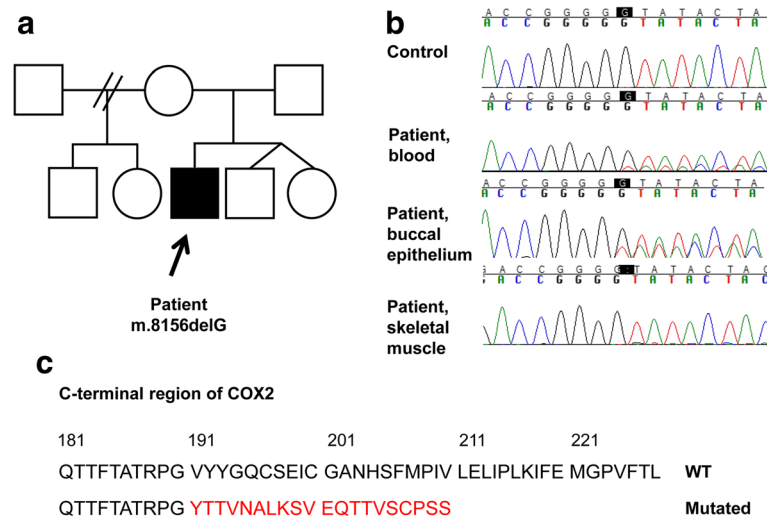 a
Patient
m.8156delG
b
A C C G G G G G T A T A C T A
A C C G G G G G T A T A C T A
Control
A C C G G G G G T A T A C T A
A C C G G G G G T A T A C T A
Patient,
blood
A C C G G G G G T A T A C T A
A C C G G G G G T A T A C T A
Patient,
buccal
epithelium
G A C C G G G G T A T A C T A C
G A C C G G G G T A T A C T A C
Patient,
skeletal
muscle
c
C-terminal region of COX2
181 191 201 211 221
QTTFTATRPG VYYGQCSEIC GANHSFMPIV LELIPLKIFE MGPVFTL WT
QTTFTATRPG YTTVNALKSV EQTTVSCPSS Mutated